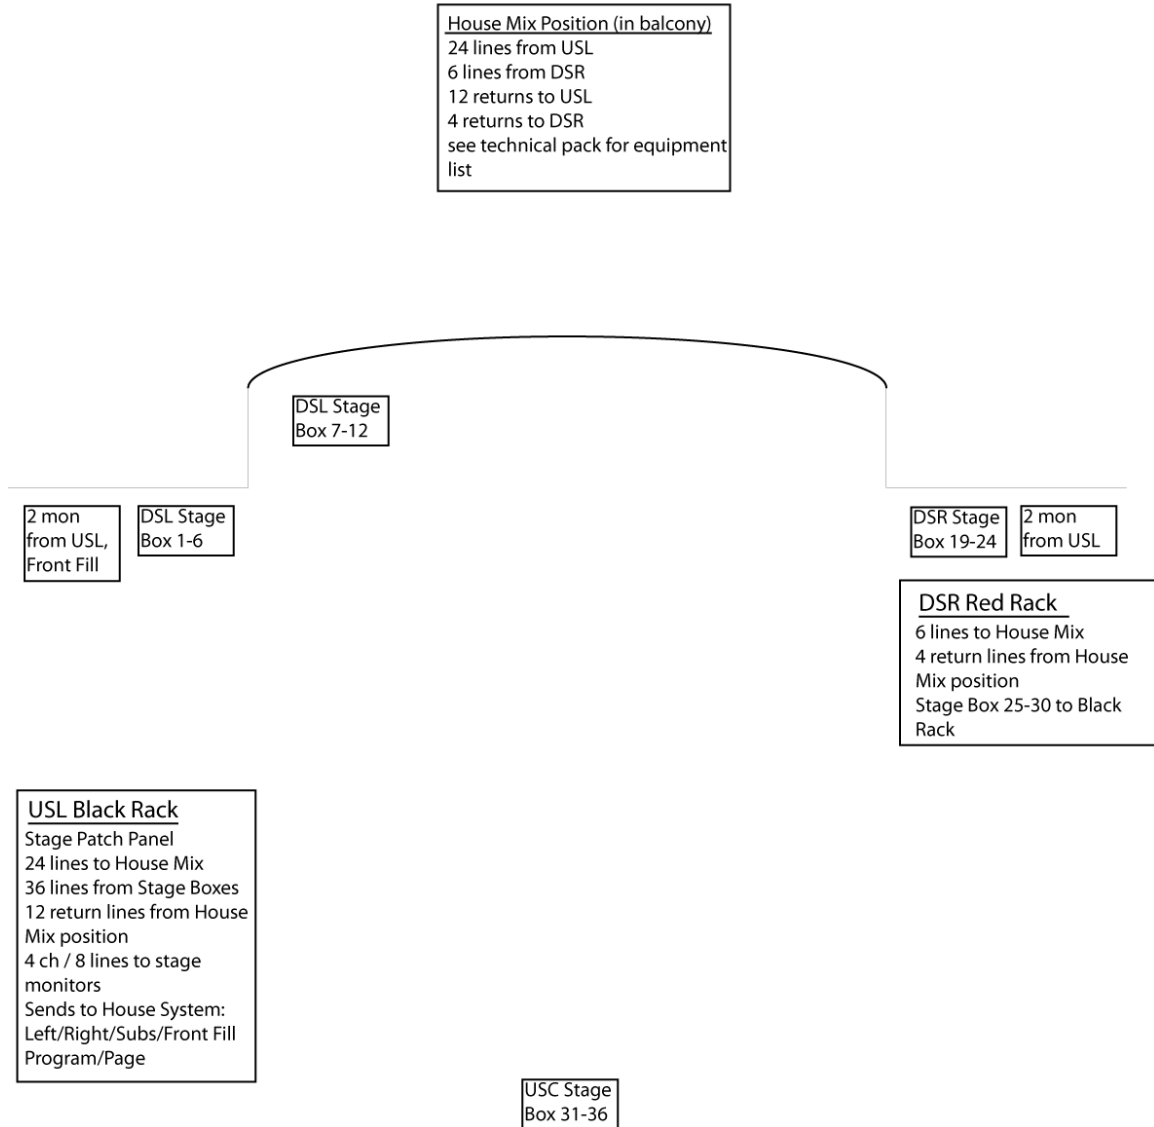 House Mix Position (in balcony)
24 lines from USL
6 lines from DSR
12 returns to USL
4 returns to DSR
see technical pack for equipment
list
DSL Stage
Box 7-12
2 mon
from USL,
Front Fill
DSL Stage
Box 1-6
DSR Stage
Box 19-24
2 mon
from USL
DSR Red Rack
6 lines to House Mix
4 return lines from House
Mix position
Stage Box 25-30 to Black
Rack
USL Black Rack
Stage Patch Panel
24 lines to House Mix
36 lines from Stage Boxes
12 return lines from House
Mix position
4 ch / 8 lines to stage
monitors
Sends to House System:
Left/Right/Subs/Front Fill
Program/Page
USC Stage
Box 31-36